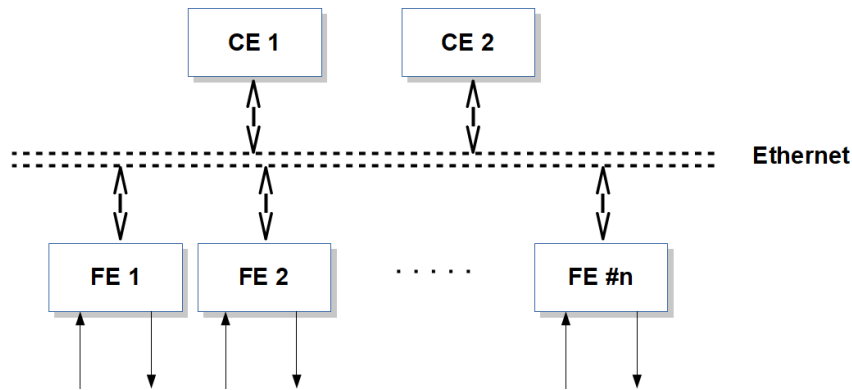 CE 1
CE 2
Ethernet
FE 1
FE 2
. . . . .
FE #n